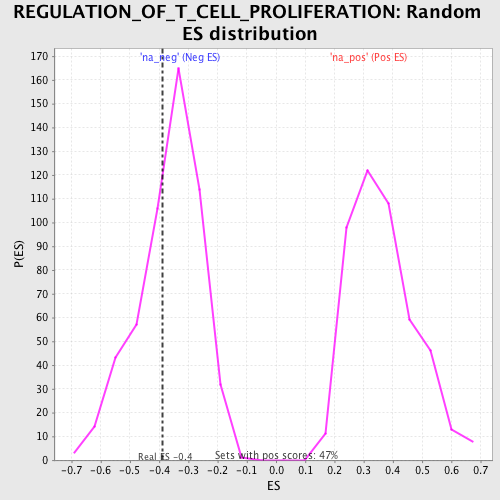 REGULATION_OF_T_CELL_PROLIFERATION: Random
ES distribution
'na_neg' (Neg ES)
'na_pos' (Pos ES)
170
160
150
140
130
120
110
100
90
80
70
60
50
40
30
20
10
0
P(ES)
Real ES -0.4
Sets with pos scores: 47%
-0.7 -0.6 -0.5 -0.4 -0.3 -0.2 -0.1 -0.0 0.1 0.2 0.3 0.4 0.5 0.6 0.7
ES